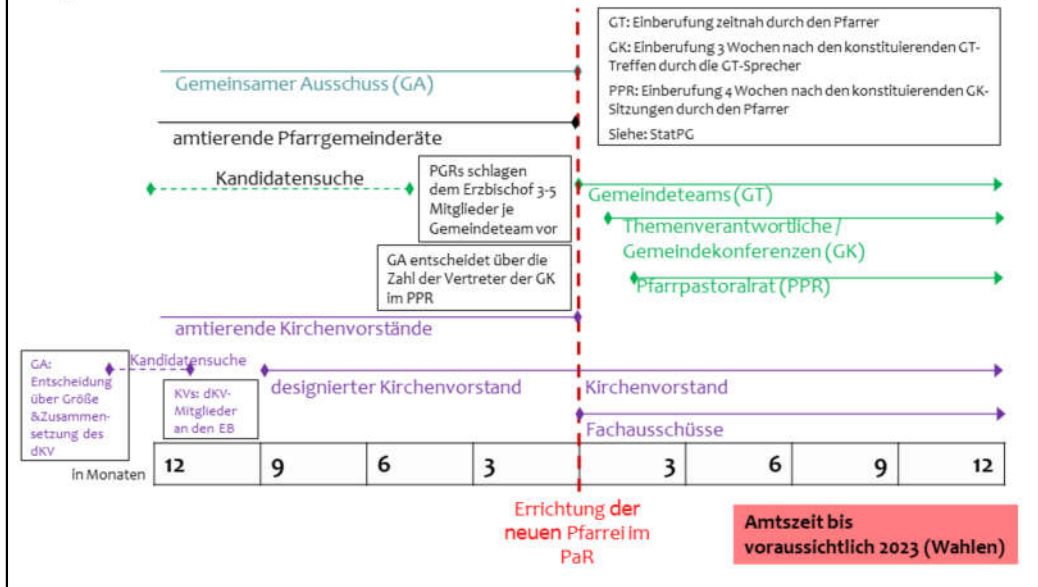 GT: Einberufung zeitnah durch den Pfarrer
GK: Einberufung 3 Wochen nach den konstituierenden GT-
Treffen durch die GT-Sprecher
PPR: Einberufung 4 Wochen nach den konstituierenden GK-
Sitzungen durch den Pfarrer
Siehe: StatPG
Gemeinsamer Ausschuss (GA)
amtierende Pfarrgemeinderäte
Kandidatensuche
PGRs schlagen
dem Erzbischof 3-5
Mitglieder je
Gemeindeteam vor
Gemeindeteams (GT)
Themenverantwortliche /
Gemeindekonferenzen (GK)
GA entscheidet über die
Zahl der Vertreter der GK
im PPR
Pfarrpastoralrat (PPR)
amtierende Kirchenvorstände
GA:
Entscheidung
über Größe
&Zusammen-
setzung des
dKV
Kandidatensuche
KVs: dKV-
Mitglieder
an den EB
designierter Kirchenvorstand
Kirchenvorstand
Fachausschüsse
in Monaten
12 9 6 3 3 6 9 12
Errichtung der
neuen Pfarrei im
PaR
Amtszeit bis
voraussichtlich 2023 (Wahlen)